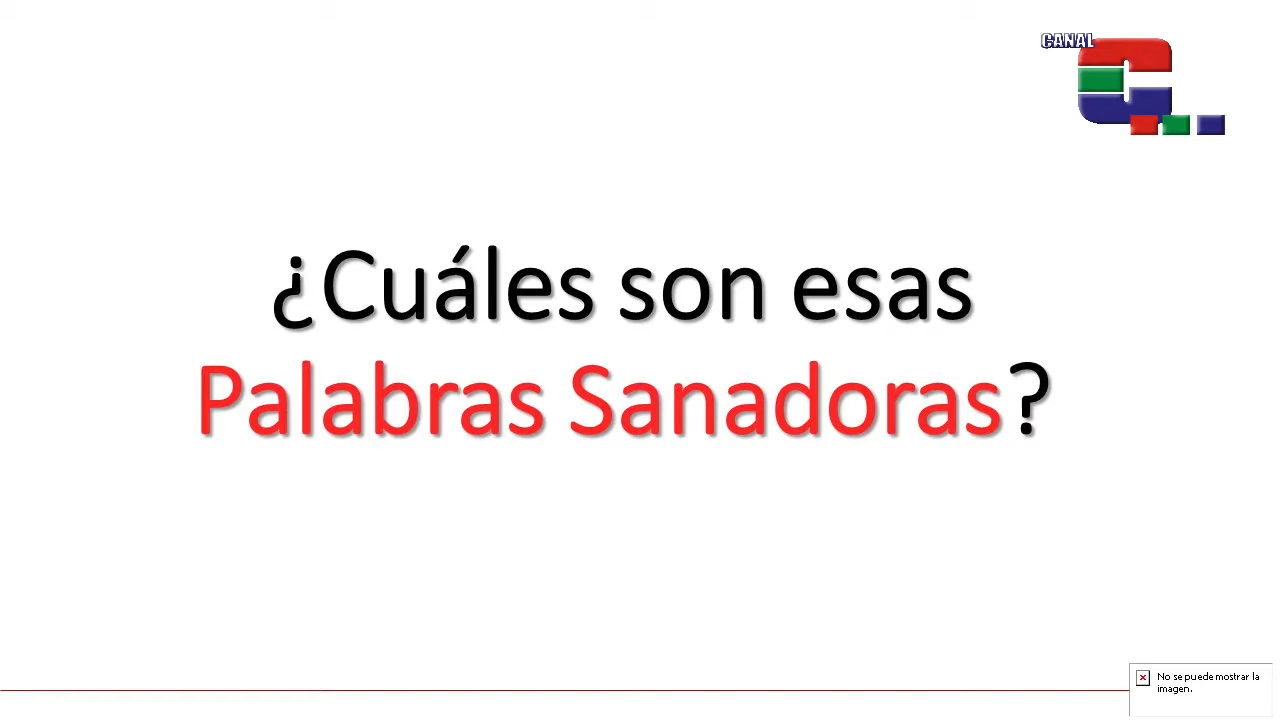 CANAL
¿Cuáles son esas
Palabras Sanadoras?
No se puede mostrar la
imagen.